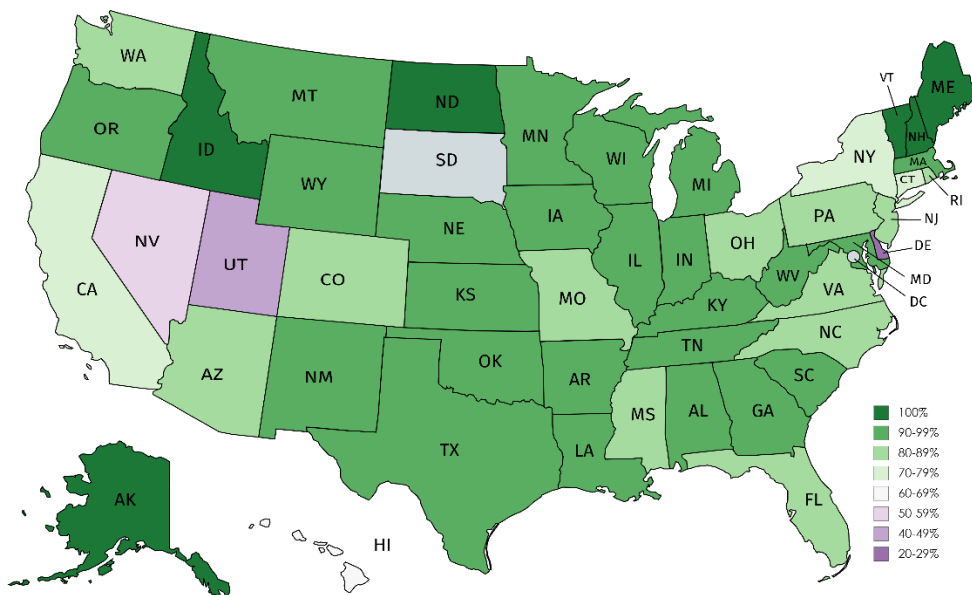 WA
MT
ND
MN
VT
ME
OR
ID
SD
WI
MI
NY
NH
MA
CT
RI
WY
IA
PA
NJ
NV
UT
NE
IL
IN
OH
DE
MD
DC
CA
CO
KS
MO
WV
VA
KY
NC
AZ
NM
OK
AR
TN
SC
MS
AL
GA
TX
LA
FL
AK
HI
100%
90-99%
80-89%
70-79%
60-69%
50-59%
40-49%
20-29%